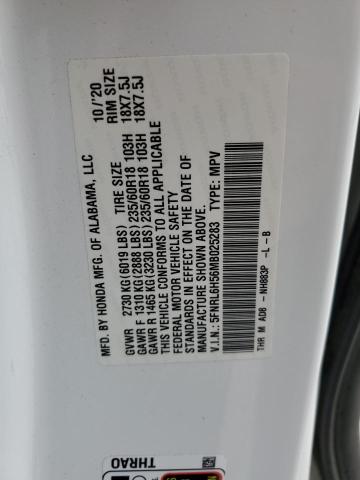 MFD. BY HONDA MFG. OF ALABAMA, LLC 10/'20
TIRE SIZE RIM SIZE
GVWR 2730 KG(6019 LBS) 235/60R18 103H 18X7.5J
GAWR F 1310 KG(2888 LBS) 235/60R18 103H 18X7.5J
GAWR R 1465 KG(3230 LBS)
THIS VEHICLE CONFORMS TO ALL APPLICABLE
FEDERAL MOTOR VEHICLE SAFETY
STANDARDS IN EFFECT ON THE DATE OF
MANUFACTURE SHOWN ABOVE.
V.I.N.: 5FNRL6H56MB025283 TYPE: MPV
THR M AD8 - NH883P -L -B
THRAO